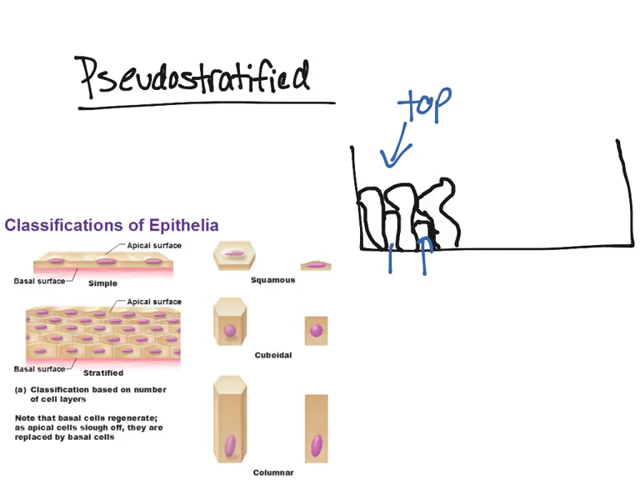 Pseudostratified
top
Classifications of Epithelia
Apical surface
Basal surface
Simple
Apical surface
Basal surface
Stratified
(a) Classification based on number
of cell layers
Note that basal cells regenerate;
as apical cells slough off, they are
replaced by basal cells
Squamous
Cuboidal
Columnar